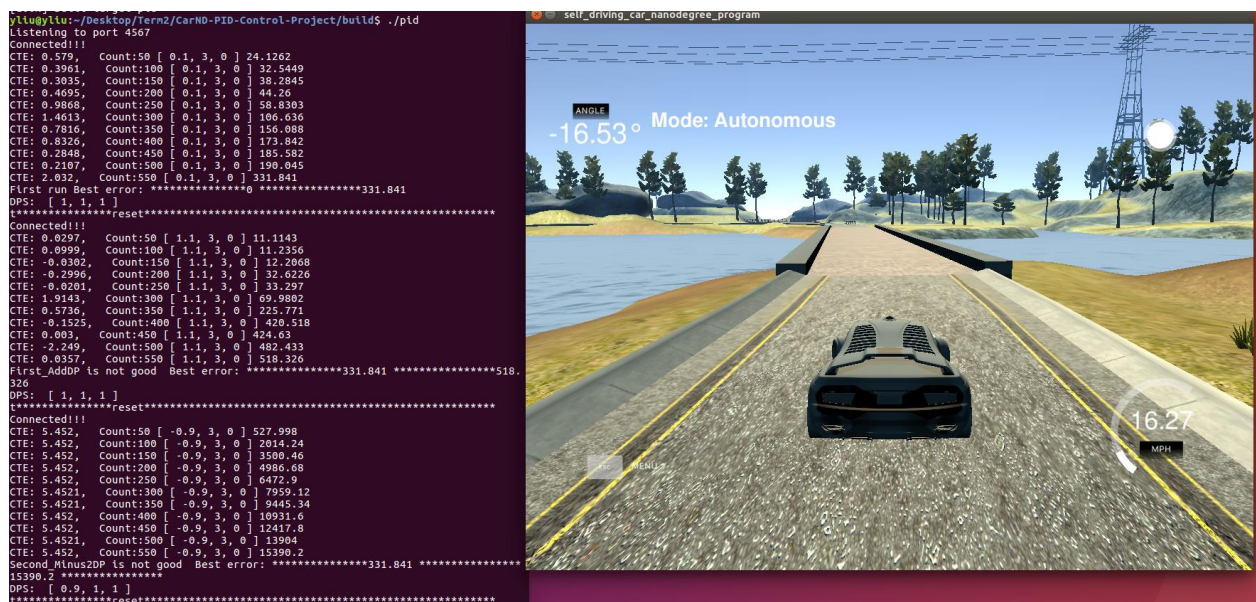 yliu@yliu:~/Desktop/Term2/CarND-PID-Control-Project/build$ ./pid
Listening to port 4567
Connected!!!
CTE: 0.579,   Count:50 [ 0.1, 3, 0 ] 24.1262
CTE: 0.3961,   Count:100 [ 0.1, 3, 0 ] 32.5449
CTE: 0.3035,   Count:150 [ 0.1, 3, 0 ] 38.2845
CTE: 0.4695,   Count:200 [ 0.1, 3, 0 ] 44.26
CTE: 0.9868,   Count:250 [ 0.1, 3, 0 ] 58.8303
CTE: 1.4613,   Count:300 [ 0.1, 3, 0 ] 106.636
CTE: 0.7816,   Count:350 [ 0.1, 3, 0 ] 156.088
CTE: 0.8326,   Count:400 [ 0.1, 3, 0 ] 173.842
CTE: 0.2848,   Count:450 [ 0.1, 3, 0 ] 185.582
CTE: 0.2107,   Count:500 [ 0.1, 3, 0 ] 190.045
CTE: 2.032,   Count:550 [ 0.1, 3, 0 ] 331.841
First run Best error: ***************0 ****************331.841
DPS:  [ 1, 1, 1 ]
t***************reset********************************************************
Connected!!!
CTE: 0.0297,   Count:50 [ 1.1, 3, 0 ] 11.1143
CTE: 0.0999,   Count:100 [ 1.1, 3, 0 ] 11.2356
CTE: -0.0302,   Count:150 [ 1.1, 3, 0 ] 12.2068
CTE: -0.2996,   Count:200 [ 1.1, 3, 0 ] 32.6226
CTE: -0.0201,   Count:250 [ 1.1, 3, 0 ] 33.297
CTE: 1.9143,   Count:300 [ 1.1, 3, 0 ] 69.9802
CTE: 0.5736,   Count:350 [ 1.1, 3, 0 ] 225.771
CTE: -0.1525,   Count:400 [ 1.1, 3, 0 ] 420.518
CTE: 0.003,   Count:450 [ 1.1, 3, 0 ] 424.63
CTE: -2.249,   Count:500 [ 1.1, 3, 0 ] 482.433
CTE: 0.0357,   Count:550 [ 1.1, 3, 0 ] 518.326
First_AddDP is not good  Best error: ***************331.841 ****************518.
326
DPS:  [ 1, 1, 1 ]
t***************reset********************************************************
Connected!!!
CTE: 5.452,   Count:50 [ -0.9, 3, 0 ] 527.998
CTE: 5.452,   Count:100 [ -0.9, 3, 0 ] 2014.24
CTE: 5.452,   Count:150 [ -0.9, 3, 0 ] 3500.46
CTE: 5.452,   Count:200 [ -0.9, 3, 0 ] 4986.68
CTE: 5.452,   Count:250 [ -0.9, 3, 0 ] 6472.9
CTE: 5.4521,   Count:300 [ -0.9, 3, 0 ] 7959.12
CTE: 5.4521,   Count:350 [ -0.9, 3, 0 ] 9445.34
CTE: 5.452,   Count:400 [ -0.9, 3, 0 ] 10931.6
CTE: 5.452,   Count:450 [ -0.9, 3, 0 ] 12417.8
CTE: 5.4521,   Count:500 [ -0.9, 3, 0 ] 13904
CTE: 5.452,   Count:550 [ -0.9, 3, 0 ] 15390.2
Second_Minus2DP is not good  Best error: ***************331.841 ****************
15390.2 ****************
DPS:  [ 0.9, 1, 1 ]
t***************reset********************************************************
self_driving_car_nanodegree_program
ANGLE
-16.53°
Mode: Autonomous
16.27
MPH
ESC
MENU